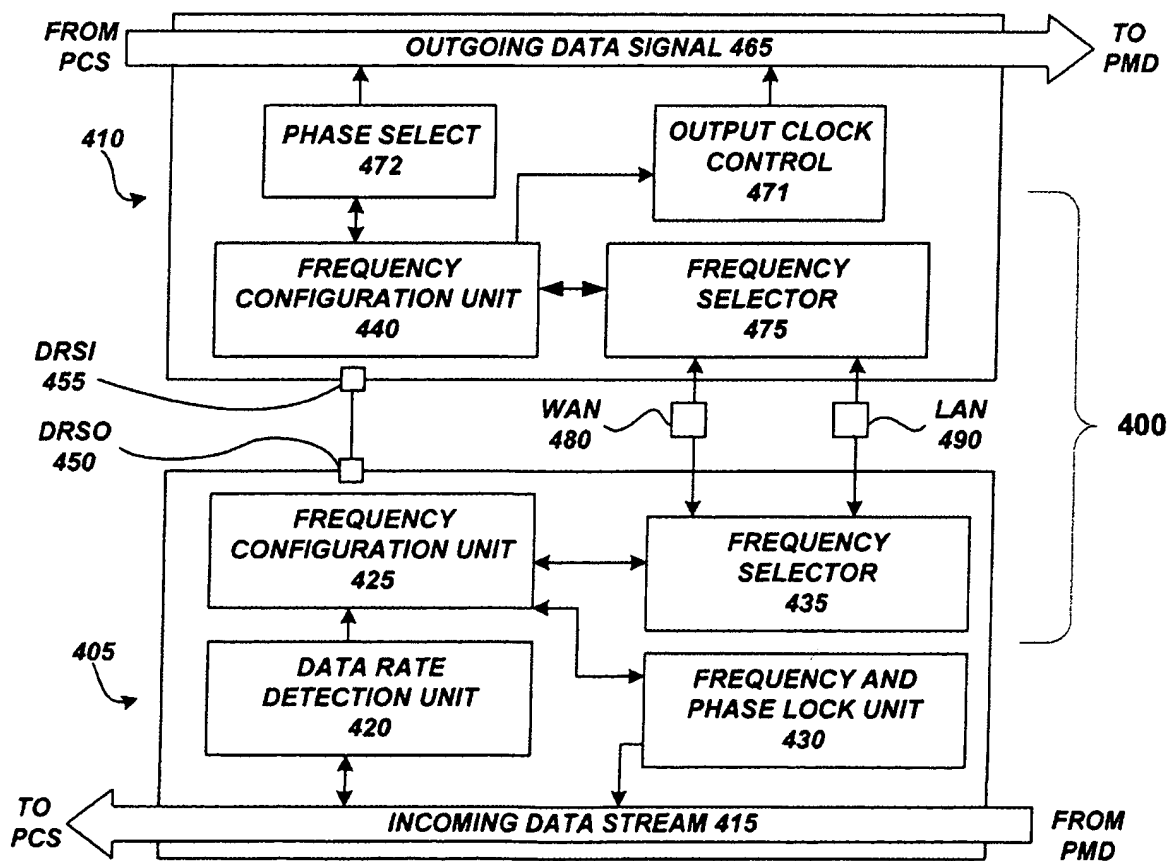 FROM
PCS
OUTGOING DATA SIGNAL 465
TO
PMD
410
PHASE SELECT
472
OUTPUT CLOCK
CONTROL
471
FREQUENCY
CONFIGURATION UNIT
440
FREQUENCY
SELECTOR
475
DRSI
455
DRSO
450
WAN
480
LAN
490
400
FREQUENCY
CONFIGURATION UNIT
425
FREQUENCY
SELECTOR
435
405
DATA RATE
DETECTION UNIT
420
FREQUENCY AND
PHASE LOCK UNIT
430
TO
PCS
INCOMING DATA STREAM 415
FROM
PMD